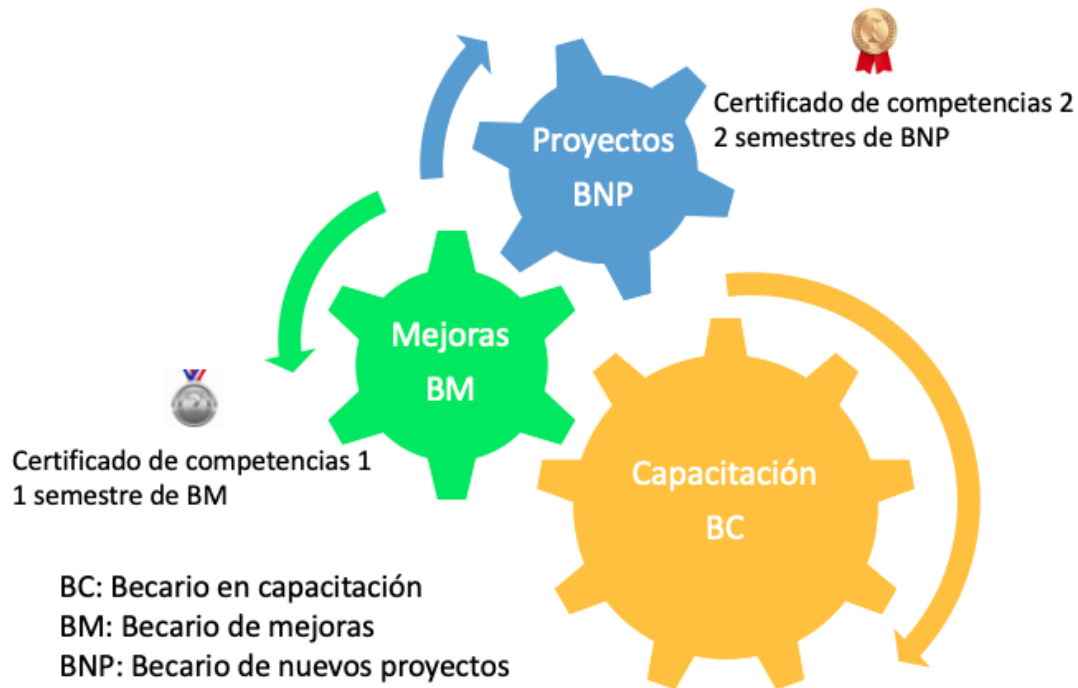 Proyectos
BNP
Certificado de competencias 2
2 semestres de BNP
Mejoras
BM
Certificado de competencias 1
1 semestre de BM
Capacitación
BC
BC: Becario en capacitación
BM: Becario de mejoras
BNP: Becario de nuevos proyectos